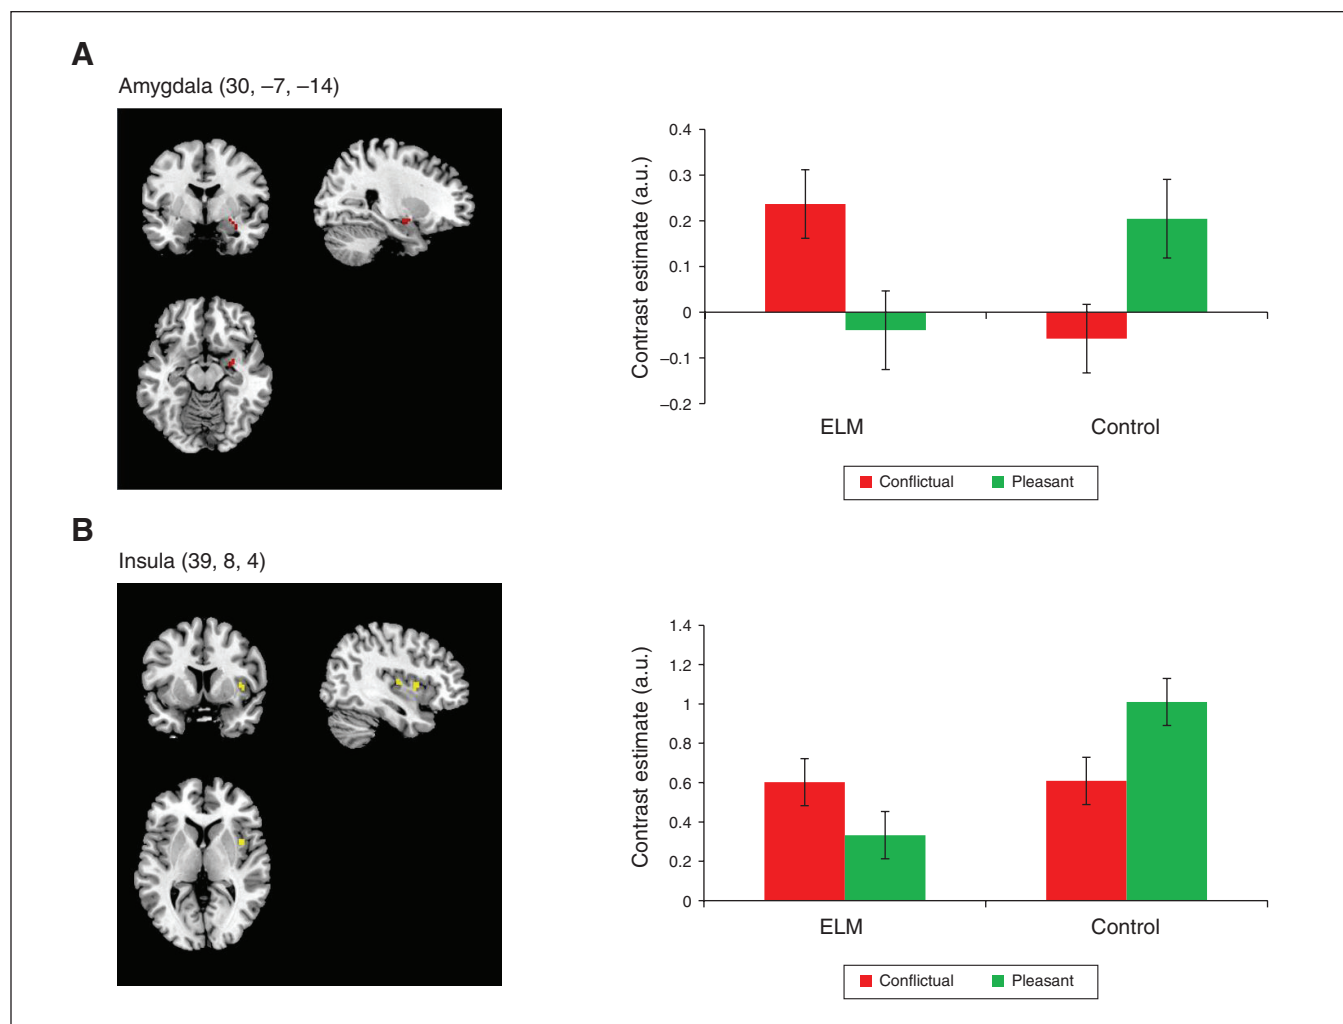 A
Amygdala (30, –7, –14)
Contrast estimate (a.u.)
0.4
0.3
0.2
0.1
0
–0.1
–0.2
ELM
Control
Conflictual
Pleasant
B
Insula (39, 8, 4)
Contrast estimate (a.u.)
1.4
1.2
1
0.8
0.6
0.4
0.2
0
ELM
Control
Conflictual
Pleasant